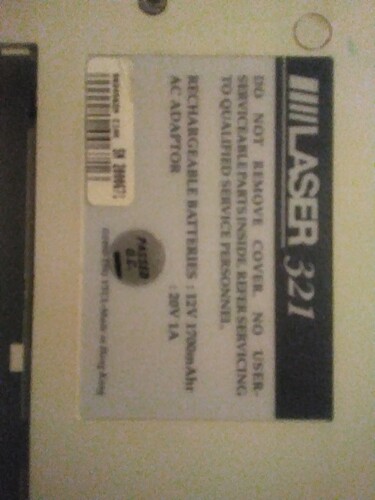 LASER 321
DO NOT REMOVE COVER. NO USER-
SERVICEABLE PARTS INSIDE. REFER SERVICING
TO QUALIFIED SERVICE PERSONNEL.
RECHARGEABLE BATTERIES : 12V 1700mAhr
AC ADAPTOR : 20V 1A
PASSED
Q.C.
Made in Hong Kong